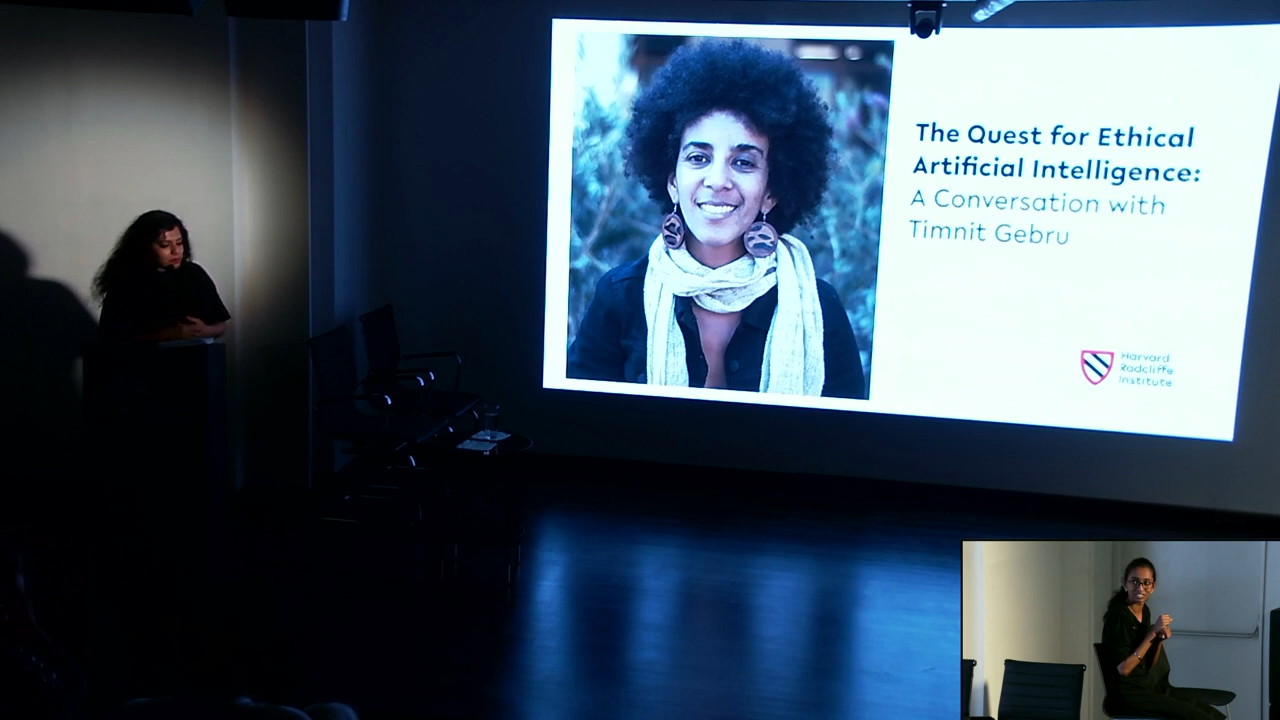 The Quest for Ethical
Artificial Intelligence:
A Conversation with
Timnit Gebru
Harvard
Radcliffe
Institute